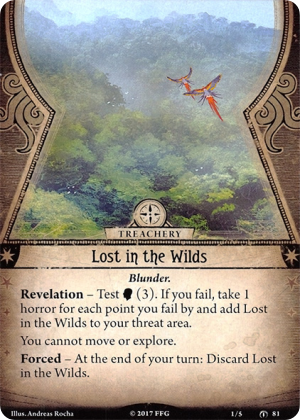 TREACHERY
Lost in the Wilds
Blunder.
Revelation – Test (3). If you fail, take 1
horror for each point you fail by and add Lost
in the Wilds to your threat area.
You cannot move or explore.
Forced – At the end of your turn: Discard Lost
in the Wilds.
Illus. Andreas Rocha © 2017 FFG 1/5 81